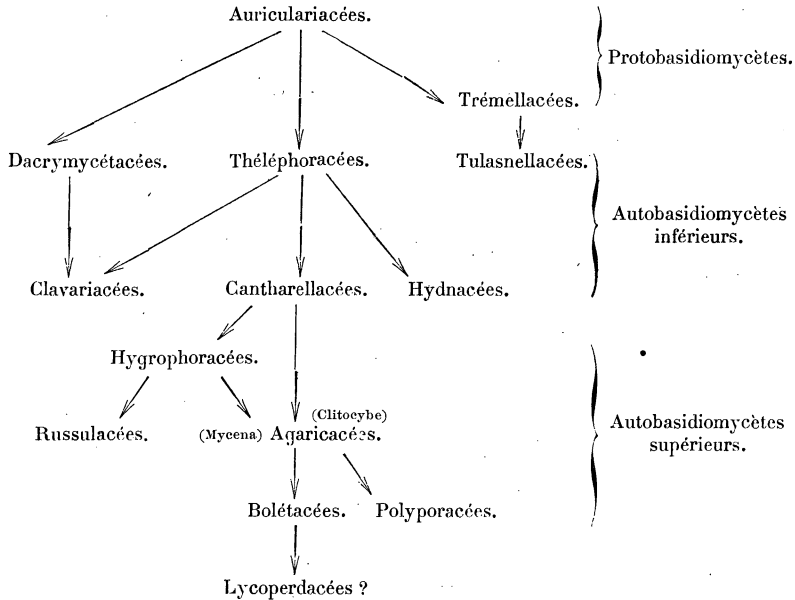 Auriculariacées.
Protobasidiomycètes.
Trémellacées.
Dacrymycétacées. Théléphoracées. Tulasnellacées.
Autobasidiomycètes
inférieurs.
Clavariacées. Cantharellacées. Hydnacées.
Hygrophoracées.
(Clitocybe)
Russulacées. (Mycena) Agaricacées.
Autobasidiomycètes
supérieurs.
Bolétacées. Polyporacées.
Lycoperdacées ?